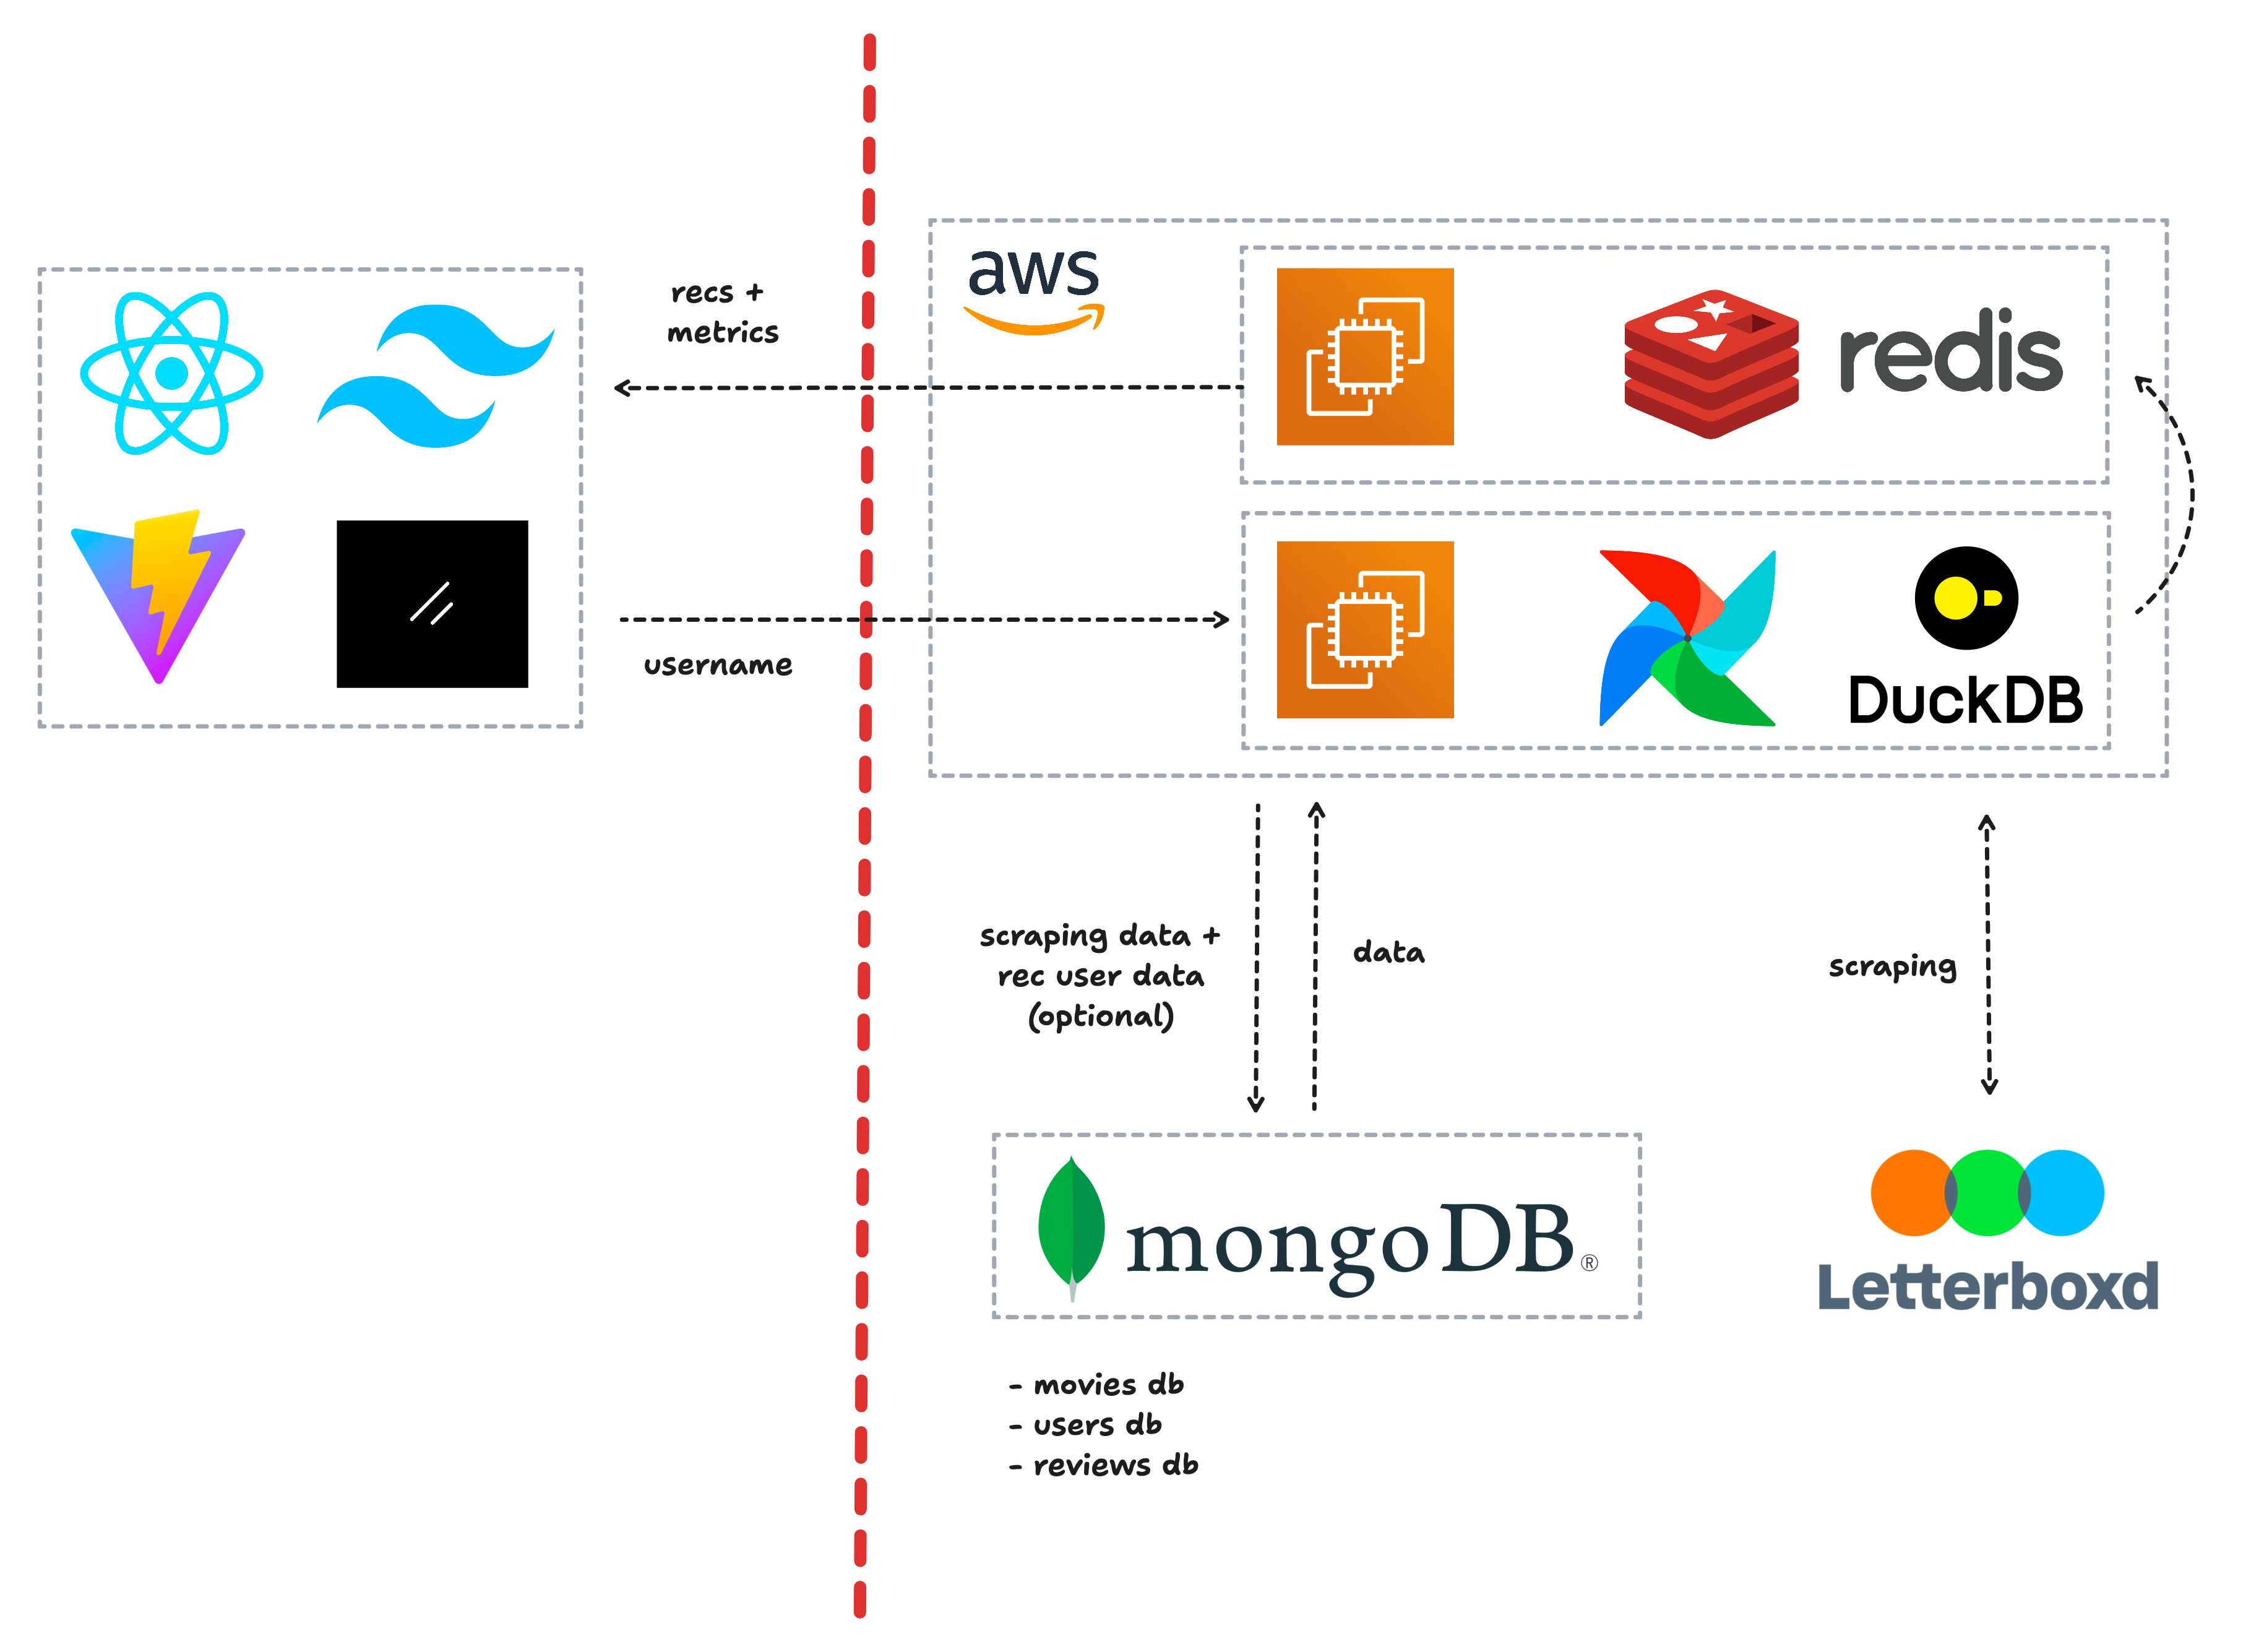 recs +
metrics
aws
redis
username
DuckDB
scraping data +
rec user data
(optional)
data
scraping
mongoDB®
Letterboxd
- movies db
- users db
- reviews db